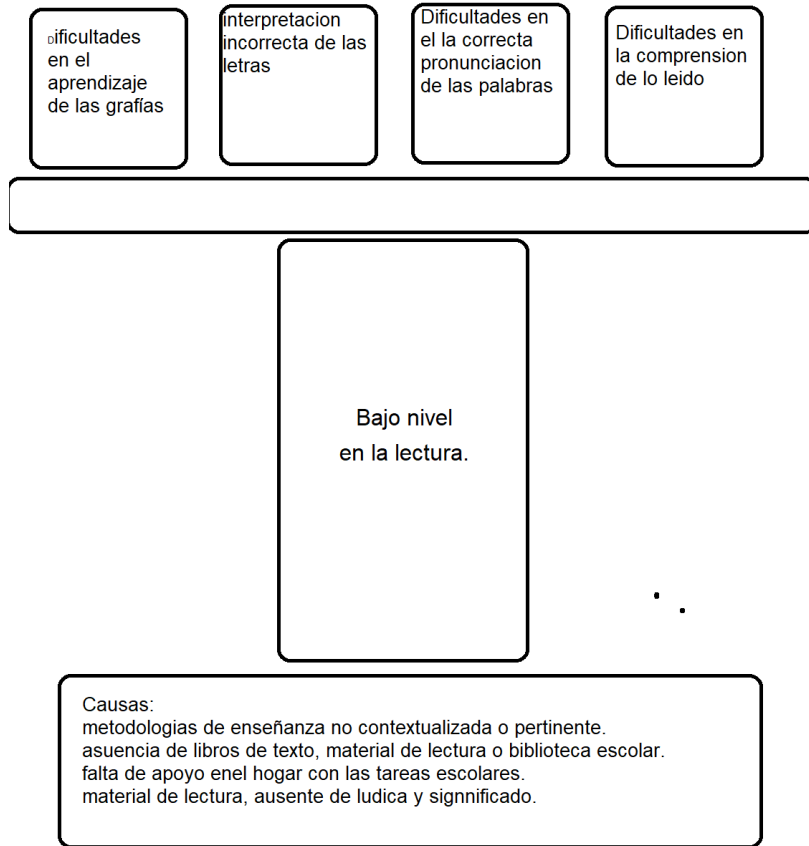 Dificultades
en el
aprendizaje
de las grafías
interpretacion
incorrecta de las
letras
Dificultades en
el la correcta
pronunciacion
de las palabras
Dificultades en
la comprension
de lo leido
Bajo nivel
en la lectura.
Causas:
metodologias de enseñanza no contextualizada o pertinente.
asuencia de libros de texto, material de lectura o biblioteca escolar.
falta de apoyo enel hogar con las tareas escolares.
material de lectura, ausente de ludica y signnificado.